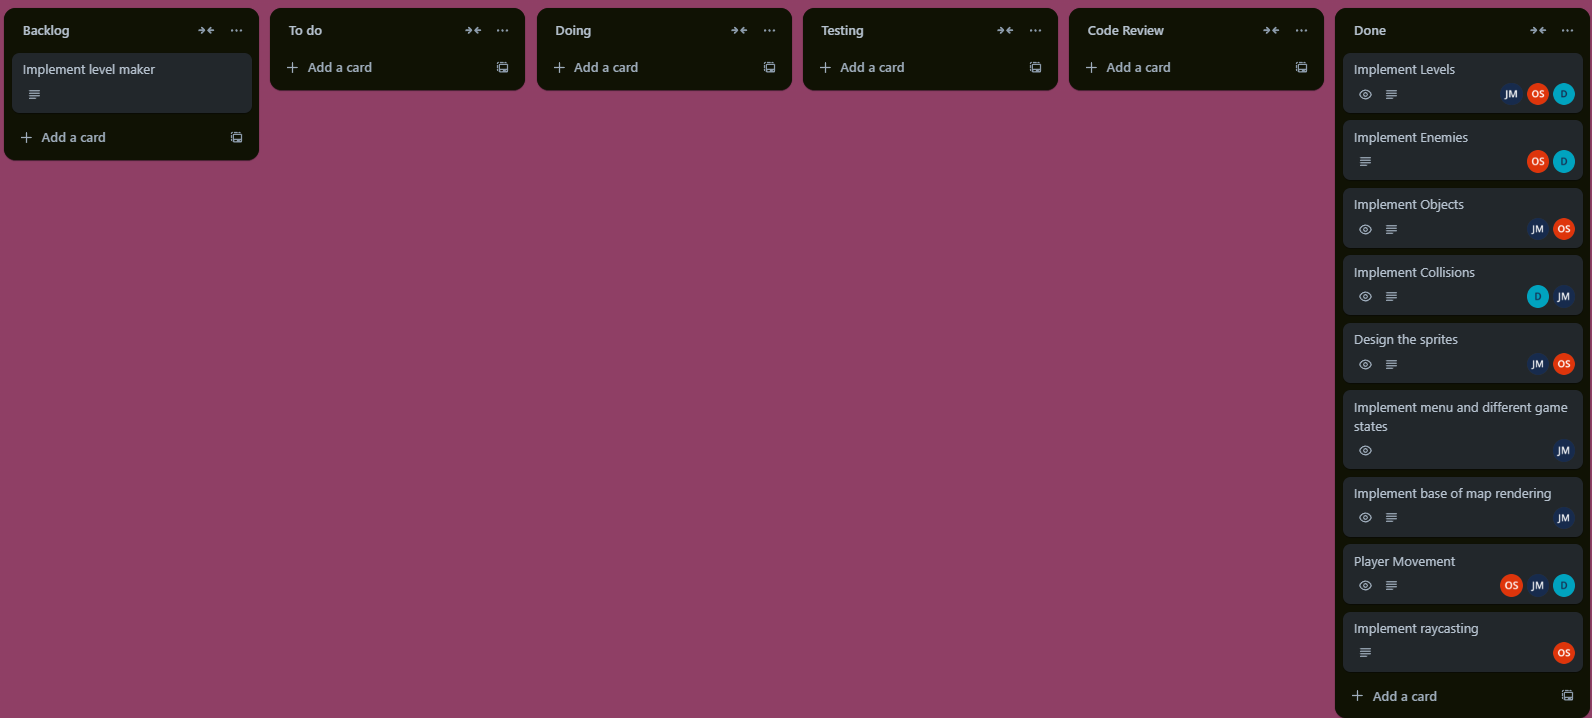 Backlog
Implement level maker
Add a card
To do
Add a card
Doing
Add a card
Testing
Add a card
Code Review
Add a card
Done
Implement Levels
JM OS D
Implement Enemies
OS D
Implement Objects
JM OS
Implement Collisions
D JM
Design the sprites
JM OS
Implement menu and different game
states
JM
Implement base of map rendering
JM
Player Movement
OS JM D
Implement raycasting
OS
Add a card